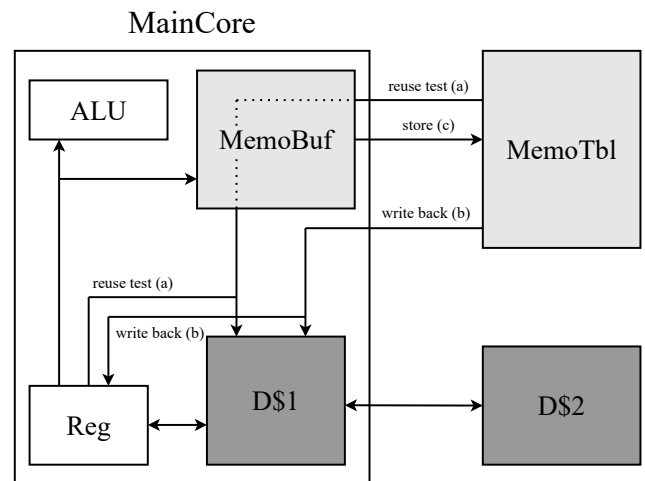 MainCore
ALU
MemoBuf
reuse test (a)
store (c)
MemoTbl
write back (b)
reuse test (a)
write back (b)
Reg
D$1
D$2